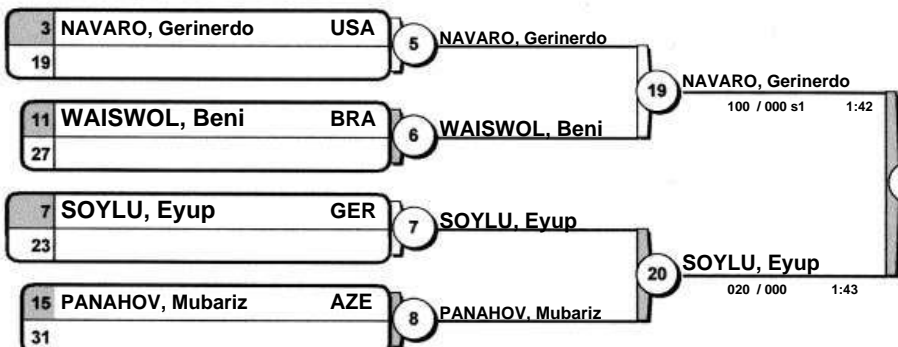 3 NAVARO, Gerinerdo USA
19
5
NAVARO, Gerinerdo
11 WAISWOL, Beni BRA
27
6
WAISWOL, Beni
19
NAVARO, Gerinerdo
100 / 000 s1 1:42
7 SOYLU, Eyup GER
23
7
SOYLU, Eyup
15 PANAHOV, Mubariz AZE
31
8
PANAHOV, Mubariz
20
SOYLU, Eyup
020 / 000 1:43